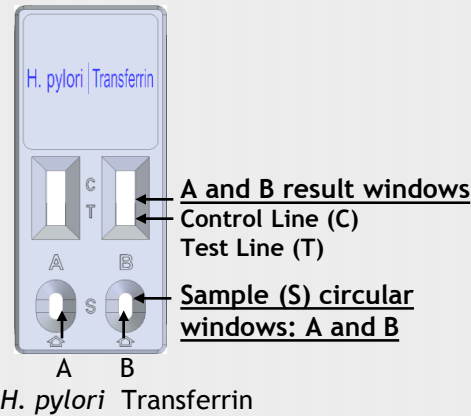 H. pylori | Transferrin
C
T
A and B result windows
Control Line (C)
Test Line (T)
A B
S
Sample (S) circular
windows: A and B
A B
H. pylori Transferrin